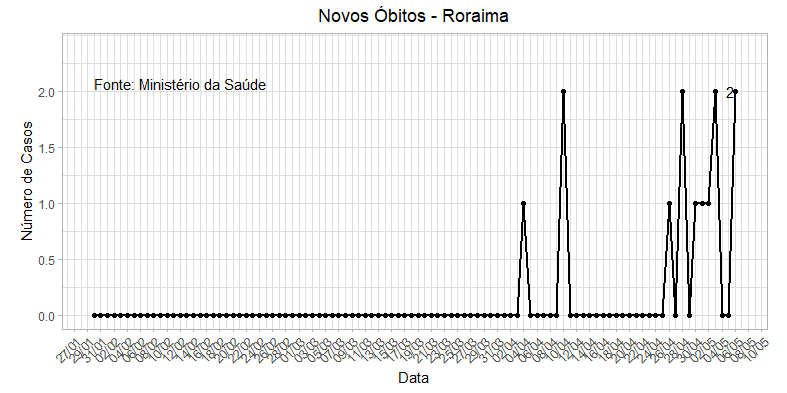 Novos Óbitos - Roraima
Fonte: Ministério da Saúde
2
Número de Casos
2.0
1.5
1.0
0.5
0.0
27/01 29/01 31/01 02/02 04/02 06/02 08/02 10/02 12/02 14/02 16/02 18/02 20/02 22/02 24/02 26/02 28/02 01/03 03/03 05/03 07/03 09/03 11/03 13/03 15/03 17/03 19/03 21/03 23/03 25/03 27/03 29/03 31/03 02/04 04/04 06/04 08/04 10/04 12/04 14/04 16/04 18/04 20/04 22/04 24/04 26/04 28/04 30/04 02/05 04/05 06/05 08/05 10/05
Data